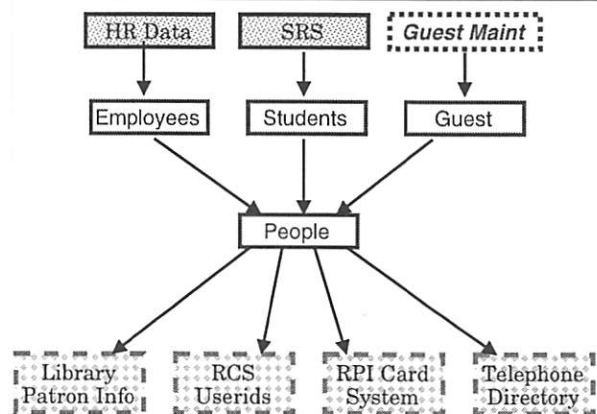 HR Data
SRS
Guest Maint
Employees
Students
Guest
People
Library
Patron Info
RCS
Userids
RPI Card
System
Telephone
Directory